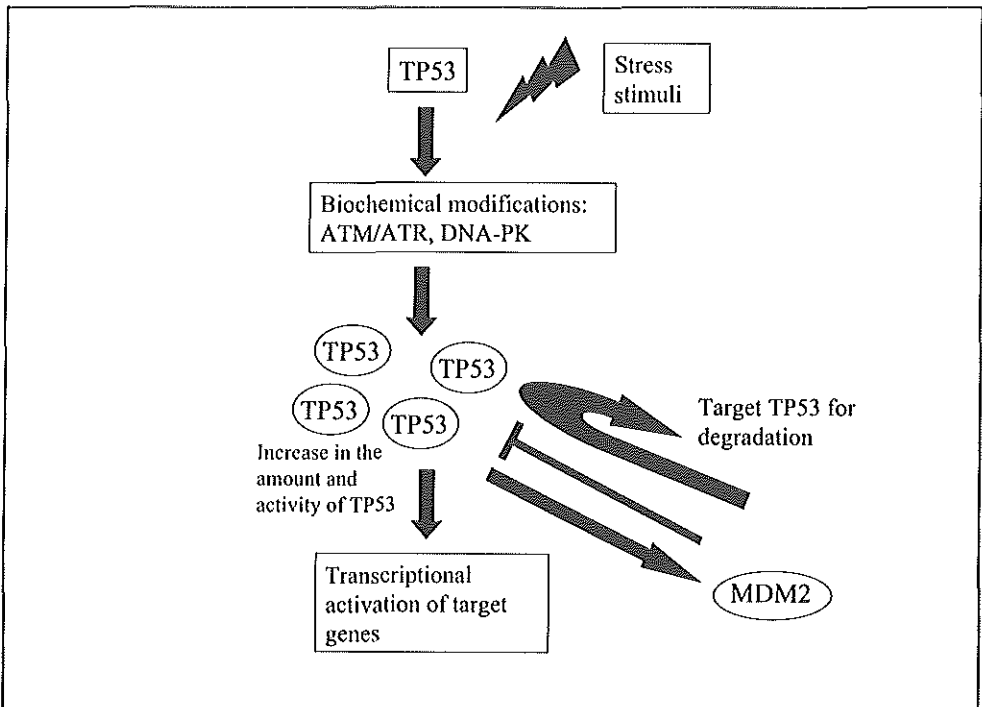 TP53
Stress
stimuli
Biochemical modifications:
ATM/ATR, DNA-PK
TP53
TP53
TP53
TP53
Increase in the
amount and
activity of TP53
Target TP53 for
degradation
Transcriptional
activation of target
genes
MDM2